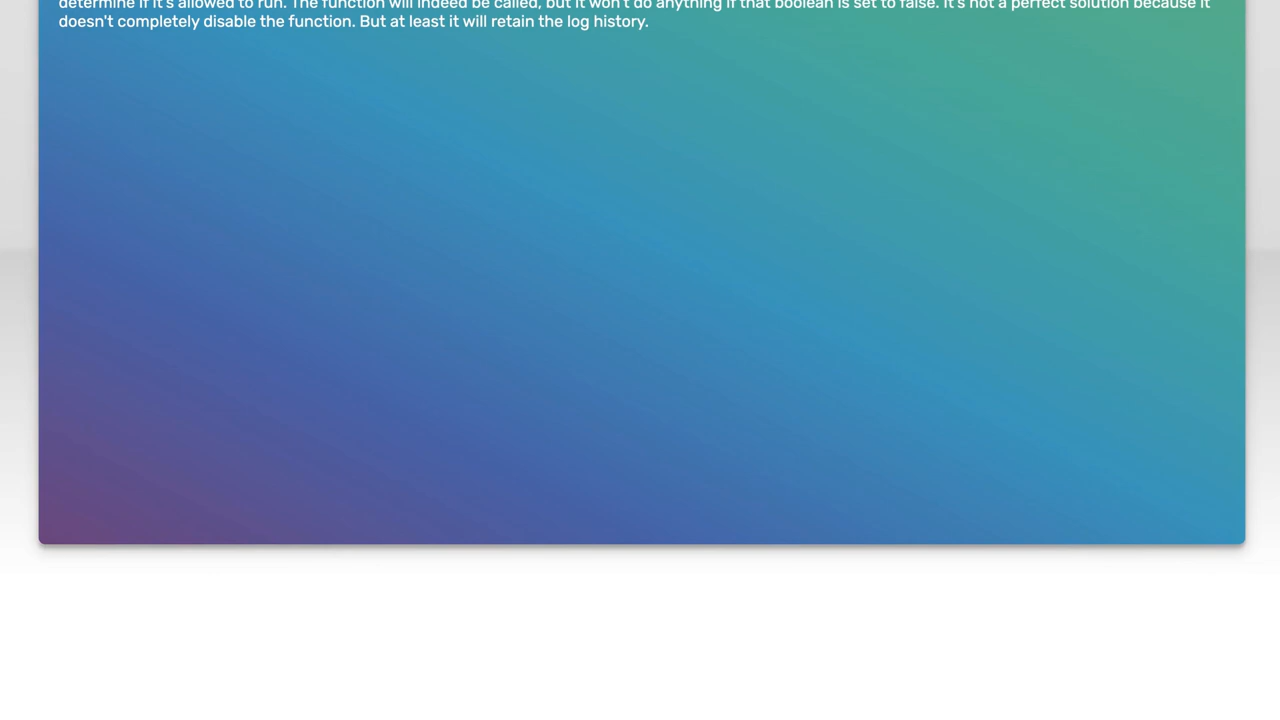 determine if it's allowed to run. The function will indeed be called, but it won't do anything if that boolean is set to false. It's not a perfect solution because it
doesn't completely disable the function. But at least it will retain the log history.